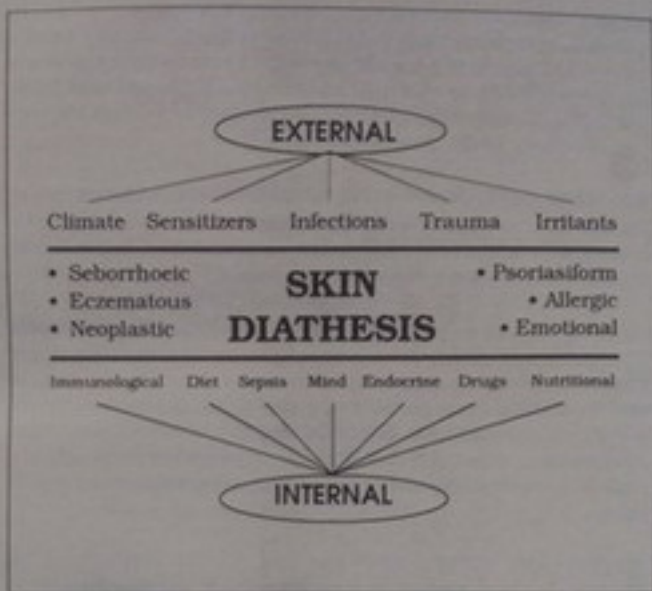 EXTERNAL
Climate Sensitizers Infections Trauma Irritants
• Seborrhoeic
• Eczematous
• Neoplastic
SKIN
DIATHESIS
• Psoriasiform
• Allergic
• Emotional
Immunological Diet Sepsis Mind Endocrine Drugs Nutritional
INTERNAL